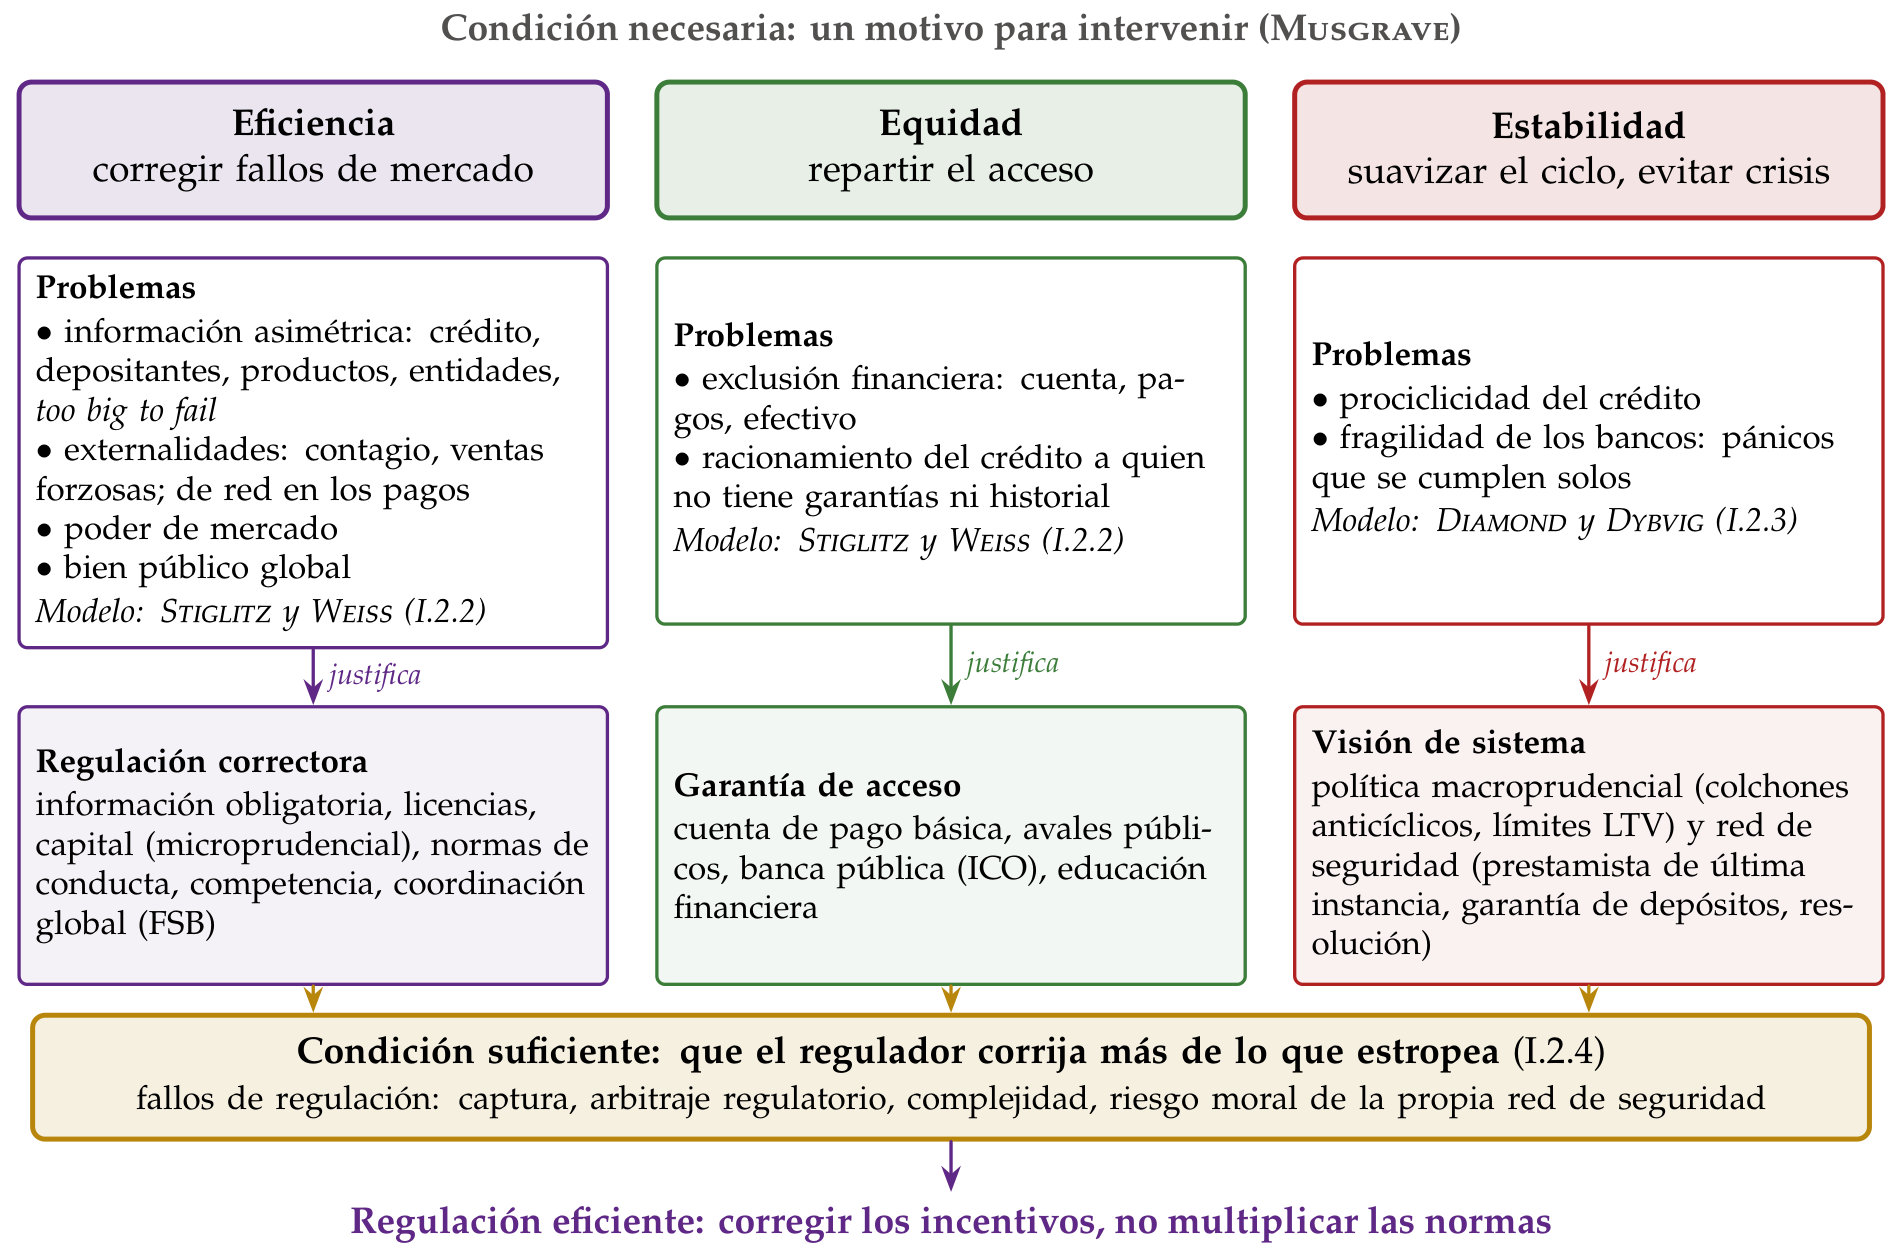 Condición necesaria: un motivo para intervenir (MUSGRAVE)
Eficiencia
corregir fallos de mercado
Equidad
repartir el acceso
Estabilidad
suavizar el ciclo, evitar crisis
Problemas
• información asimétrica: crédito,
depositantes, productos, entidades,
too big to fail
• externalidades: contagio, ventas
forzosas; de red en los pagos
• poder de mercado
• bien público global
Modelo: STIGLITZ y WEISS (I.2.2)
Problemas
• exclusión financiera: cuenta, pa-
gos, efectivo
• racionamiento del crédito a quien
no tiene garantías ni historial
Modelo: STIGLITZ y WEISS (I.2.2)
Problemas
• prociclicidad del crédito
• fragilidad de los bancos: pánicos
que se cumplen solos
Modelo: DIAMOND y DYBVIG (I.2.3)
justifica
justifica
justifica
Regulación correctora
información obligatoria, licencias,
capital (microprudencial), normas de
conducta, competencia, coordinación
global (FSB)
Garantía de acceso
cuenta de pago básica, avales públi-
cos, banca pública (ICO), educación
financiera
Visión de sistema
política macroprudencial (colchones
anticíclicos, límites LTV) y red de
seguridad (prestamista de última
instancia, garantía de depósitos, res-
olución)
Condición suficiente: que el regulador corrija más de lo que estropea (I.2.4)
fallos de regulación: captura, arbitraje regulatorio, complejidad, riesgo moral de la propia red de seguridad
Regulación eficiente: corregir los incentivos, no multiplicar las normas